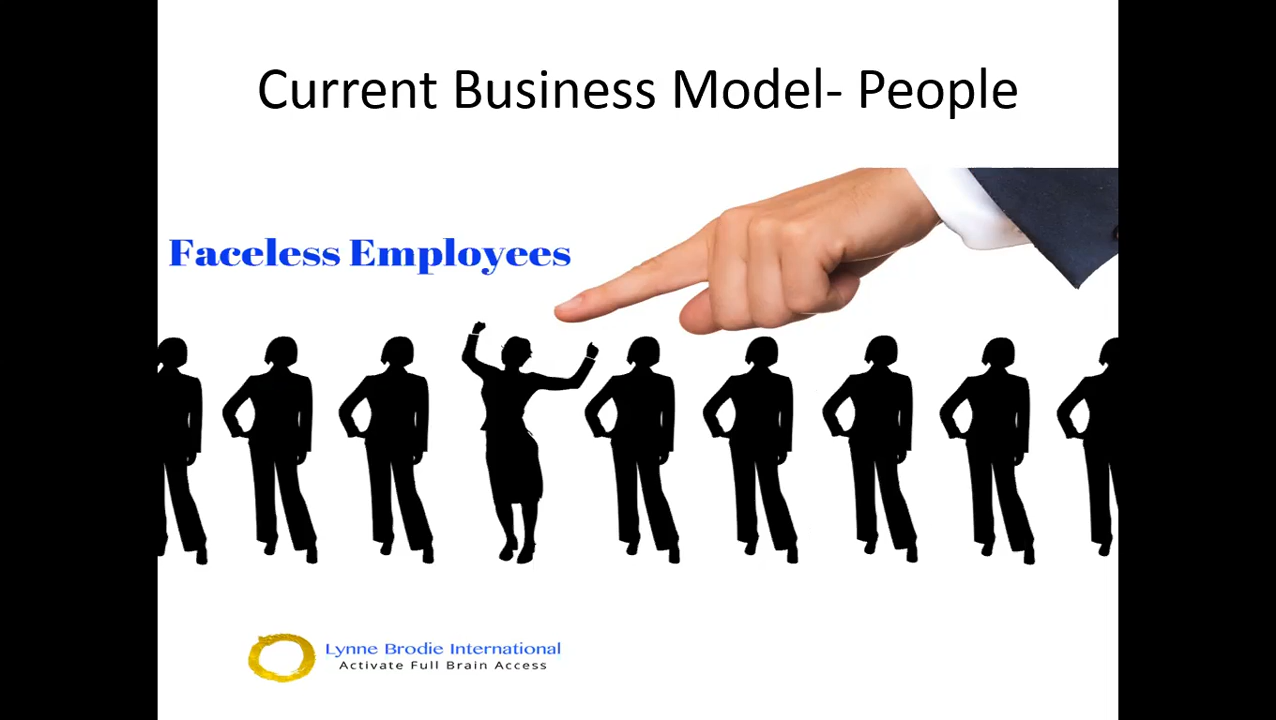 Current Business Model- People
Faceless Employees
Lynne Brodie International
Activate Full Brain Access